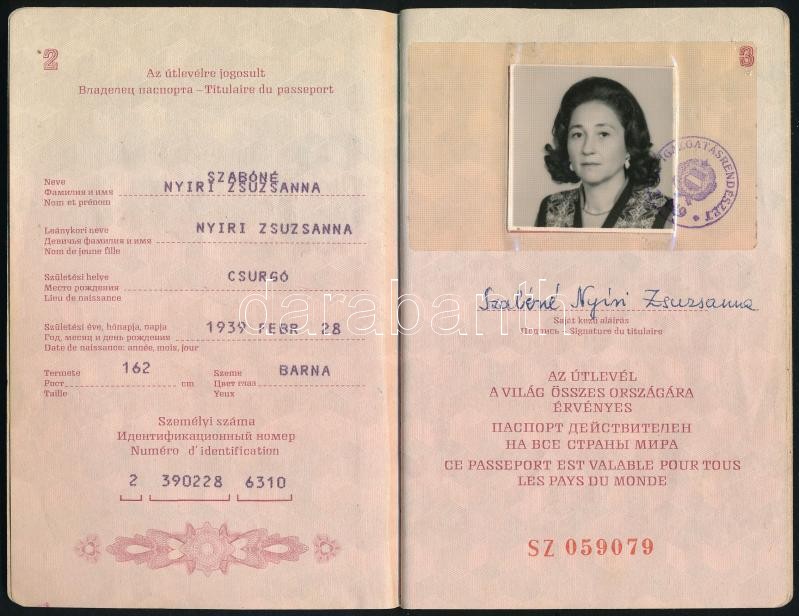 2
Az útlevélre jogosult
Владелец паспорта – Titulaire du passeport
SZABÓNÉ
Neve
NYIRI ZSUZSANNA
Фамилия и имя
Nom et prénom
Leánykori neve
NYIRI ZSUZSANNA
Девичья фамилия и имя
Nom de jeune fille
Születési helye
CSURGÓ
Место рождения
Lieu de naissance
Születési éve, hónapja, napja
1939 FEBR 28
Год, месяц и день рождения
Date de naissance: année, mois, jour
Termete 162 Szeme BARNA
Рост cm Цвет глаз
Taille Yeux
Személyi száma
Идентификационный номер
Numéro d'identification
2 390228 6310
3
IGAZGATÁSRENDÉSZET
darabanth
Szabóné Nyiri Zsuzsanna
Saját kezű aláírás
Подпись – Signature du titulaire
AZ ÚTLEVÉL
A VILÁG ÖSSZES ORSZÁGÁRA
ÉRVÉNYES
ПАСПОРТ ДЕЙСТВИТЕЛЕН
НА ВСЕ СТРАНЫ МИРА
CE PASSEPORT EST VALABLE POUR TOUS
LES PAYS DU MONDE
SZ 059079